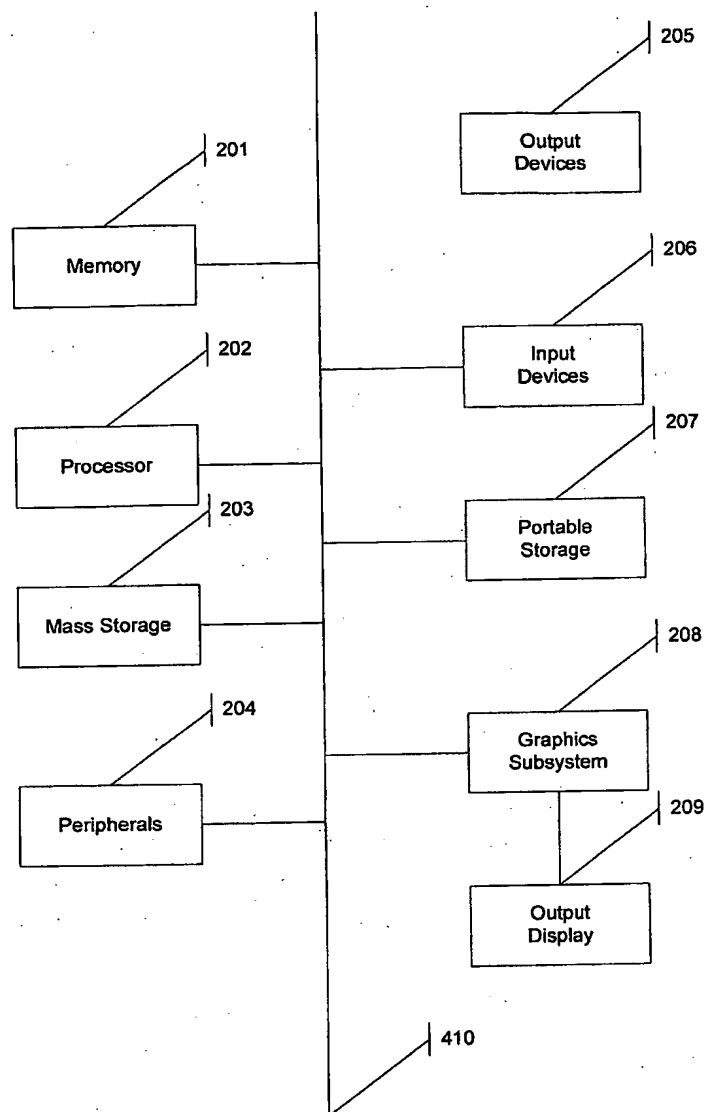 205
Output
Devices
201
Memory
206
Input
Devices
202
Processor
207
Portable
Storage
203
Mass Storage
208
Graphics
Subsystem
204
Peripherals
209
Output
Display
410